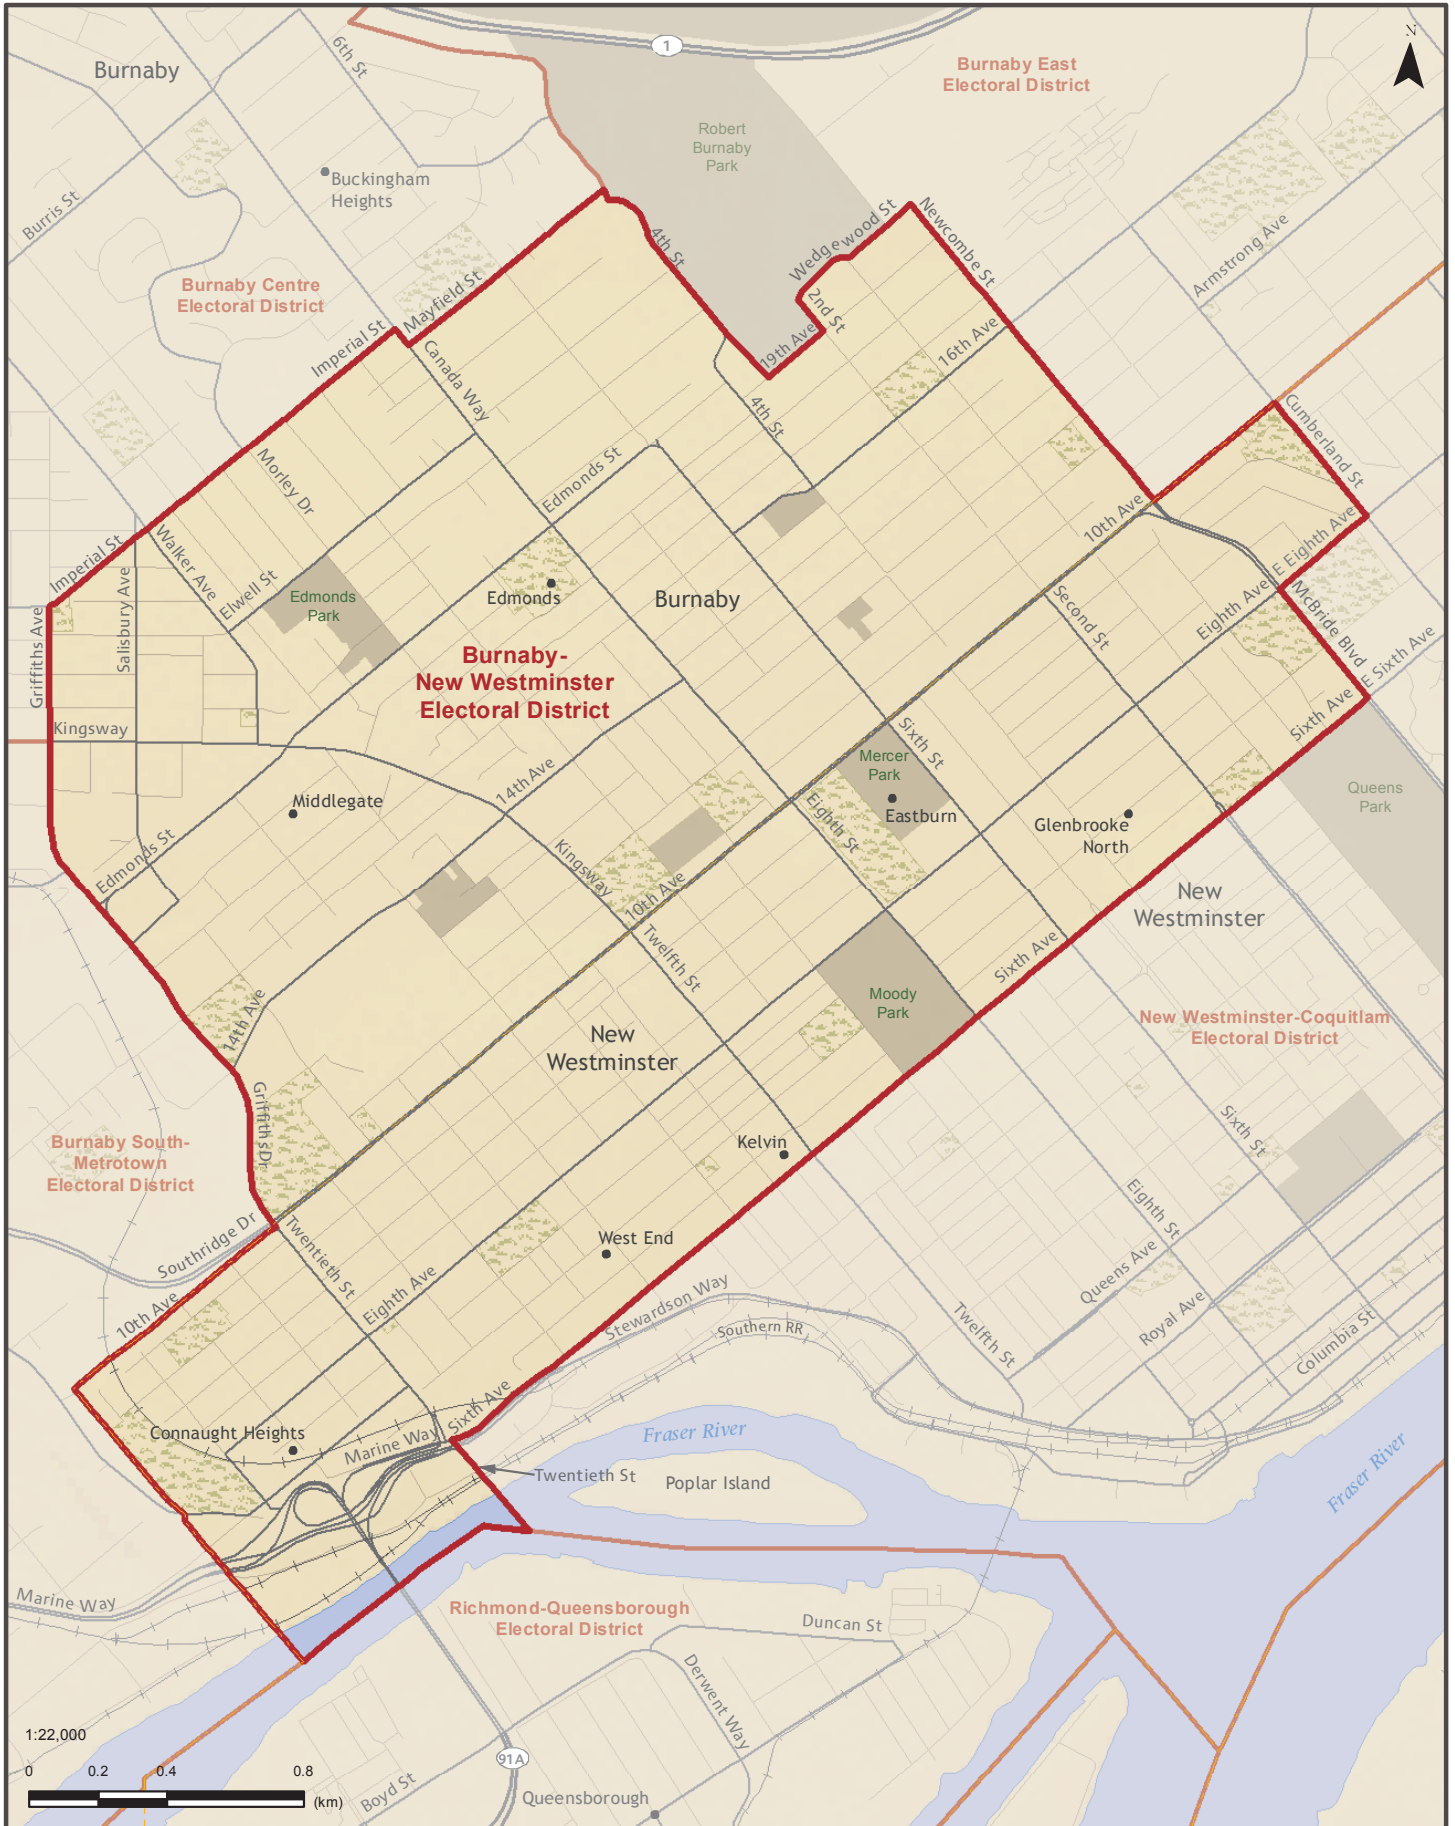 N
1
Burnaby
6th St
Burnaby East
Electoral District
Robert
Burnaby
Park
Buckingham
Heights
Burris St
4th St
Wedgewood St
Newcombe St
Armstrong Ave
Burnaby Centre
Electoral District
Mayfield St
2nd St
Imperial St
19th Ave
16th Ave
Canada Way
4th St
Cumberland St
Morley Dr
Edmonds St
10th Ave
E Eighth Ave
Imperial St
Walker Ave
Elwell St
Salisbury Ave
Griffiths Ave
Edmonds
Park
Edmonds
Burnaby
Second St
Eighth Ave
McBride Blvd
E Sixth Ave
Burnaby-
New Westminster
Electoral District
Sixth Ave
Kingsway
Sixth St
Mercer
Park
Eastburn
14th Ave
Middlegate
Eighth St
Glenbrooke
North
Queens
Park
Edmonds St
Kingsway
10th Ave
New
Westminster
Twelfth St
Sixth Ave
Moody
Park
14th Ave
New
Westminster
New Westminster-Coquitlam
Electoral District
Griffiths Dr
Burnaby South-
Metrotown
Electoral District
Kelvin
Sixth St
Eighth St
Southridge Dr
Twentieth St
West End
Queens Ave
10th Ave
Eighth Ave
Stewardson Way
Southern RR
Twelfth St
Royal Ave
Columbia St
Sixth Ave
Connaught Heights
Marine Way
Fraser River
Twentieth St
Poplar Island
Fraser River
Marine Way
Richmond-Queensborough
Electoral District
Duncan St
Derwent Way
1:22,000
0 0.2 0.4 0.8
(km)
91A
Boyd St
Queensborough